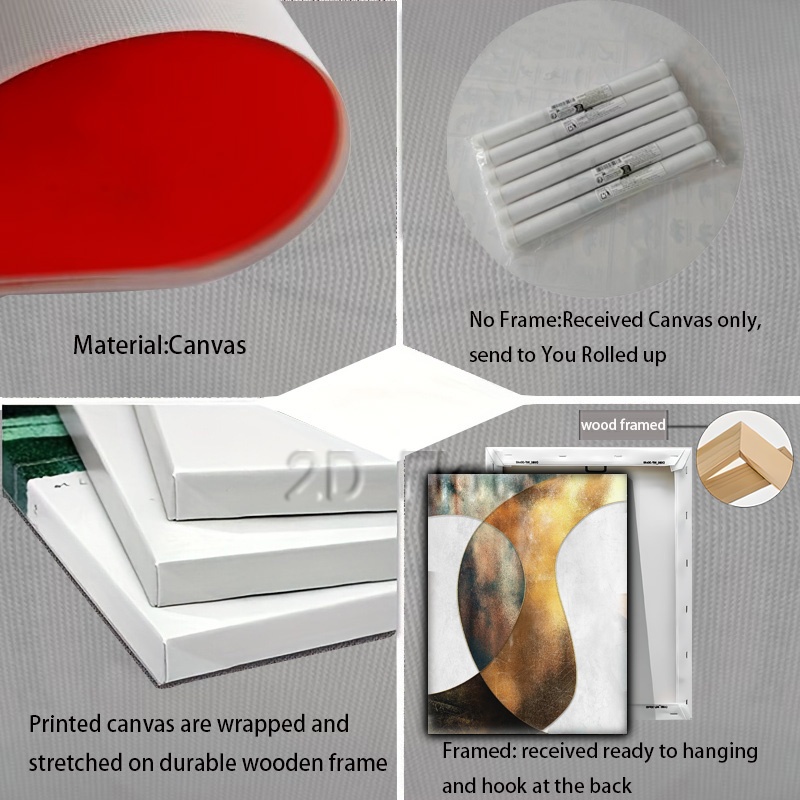 Material:Canvas
No Frame:Received Canvas only,
send to You Rolled up
2D
wood framed
Printed canvas are wrapped and
stretched on durable wooden frame
Framed: received ready to hanging
and hook at the back